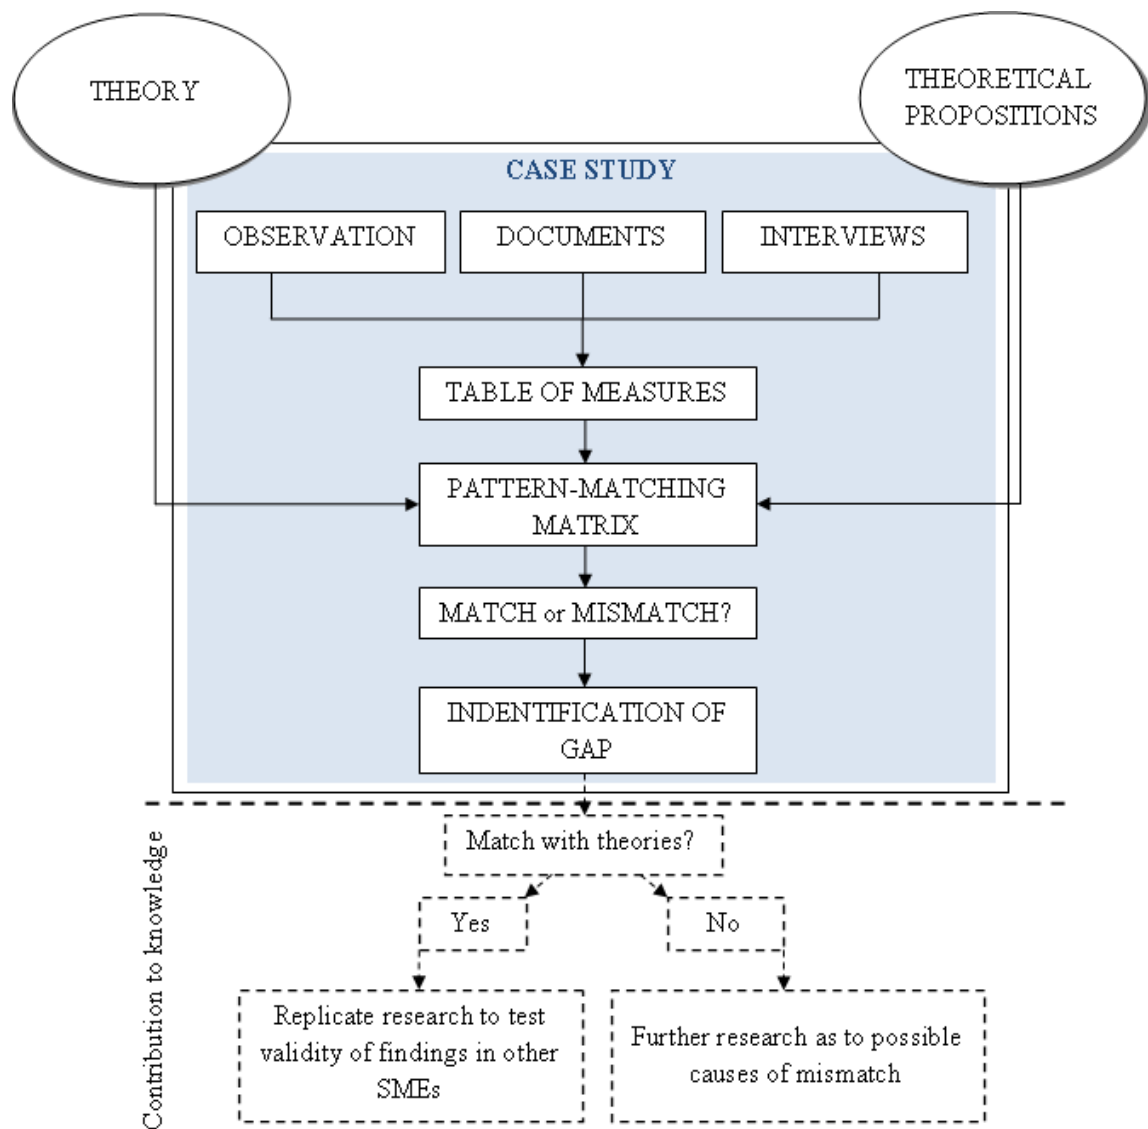 THEORY
THEORETICAL
PROPOSITIONS
CASE STUDY
OBSERVATION
DOCUMENTS
INTERVIEWS
TABLE OF MEASURES
PATTERN-MATCHING
MATRIX
MATCH or MISMATCH?
INDENTIFICATION OF
GAP
Contribution to knowledge
Match with theories?
Yes
No
Replicate research to test
validity of findings in other
SMEs
Further research as to possible
causes of mismatch